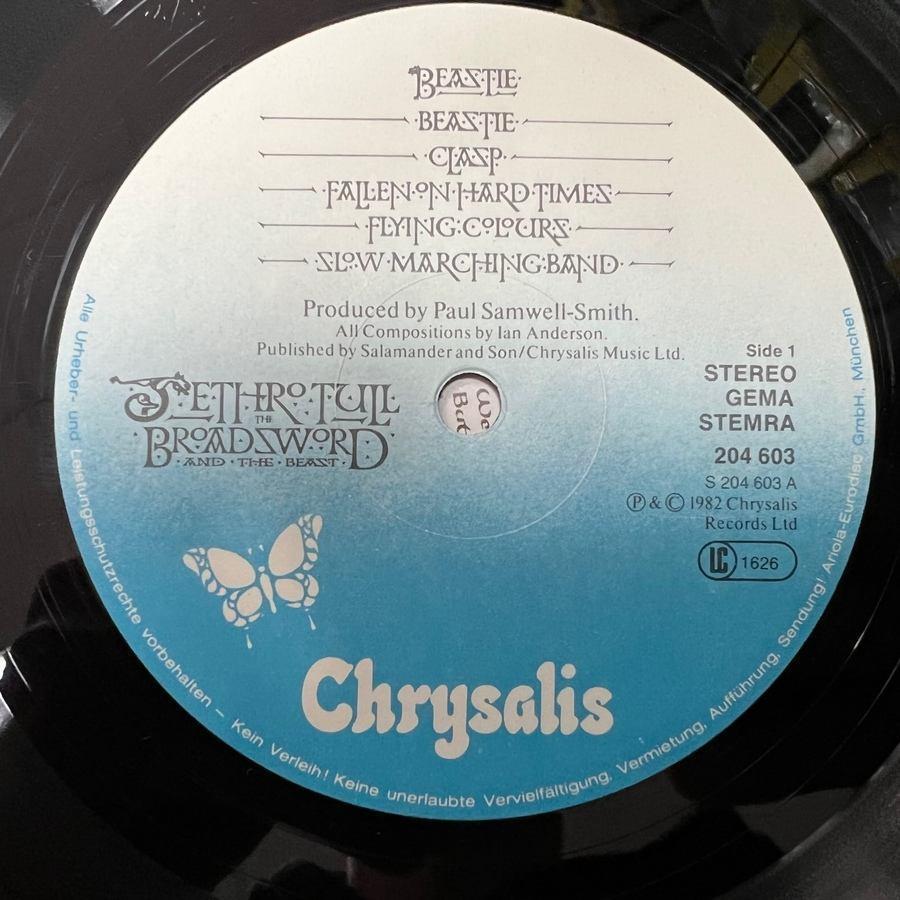 BEASTIE
BEASTIE
CLASP
FALLEN·ON·HARD·TIMES
FLYING·COLOURS
SLOW·MARCHING·BAND
Produced by Paul Samwell-Smith.
All Compositions by Ian Anderson.
Published by Salamander and Son/Chrysalis Music Ltd.
Side 1
STEREO
GEMA
STEMRA
204 603
S 204 603 A
Ⓟ & © 1982 Chrysalis
Records Ltd
LC 1626
JETHRO·TULL
THE
BROADSWORD
·AND·THE·BEAST·
We
But
Chrysalis
Alle Urheber- und Leistungsschutzrechte vorbehalten – Kein Verleih! Keine unerlaubte Vervielfältigung, Vermietung, Aufführung, Sendung! Ariola-Eurodisc GmbH., München